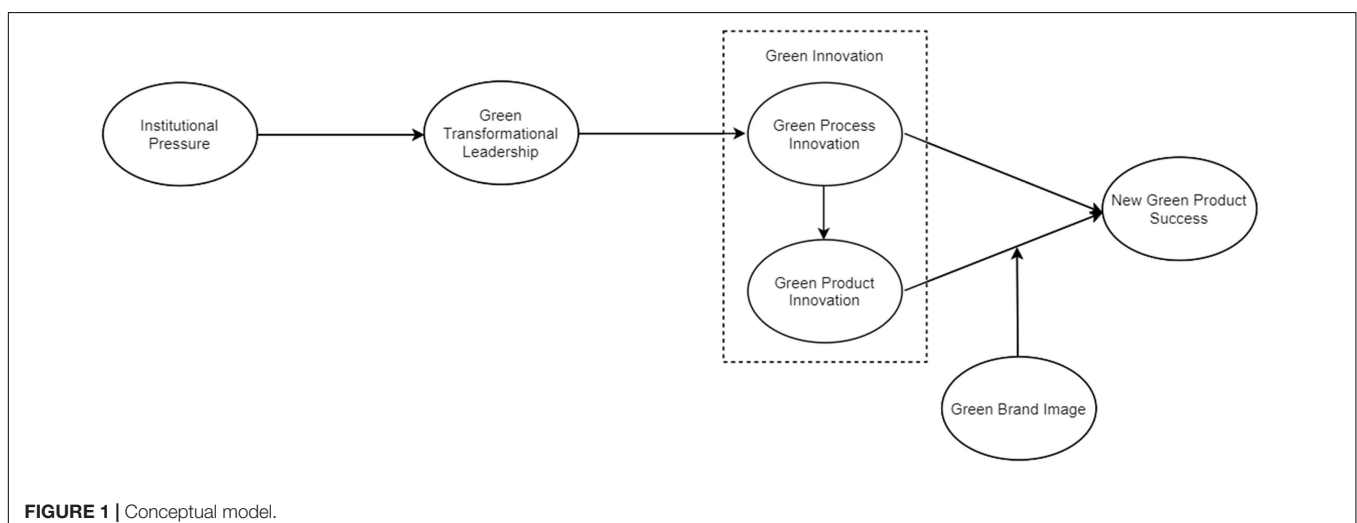 Green Innovation
Institutional
Pressure
Green
Transformational
Leadership
Green Process
Innovation
New Green Product
Success
Green Product
Innovation
Green Brand Image
FIGURE 1 | Conceptual model.